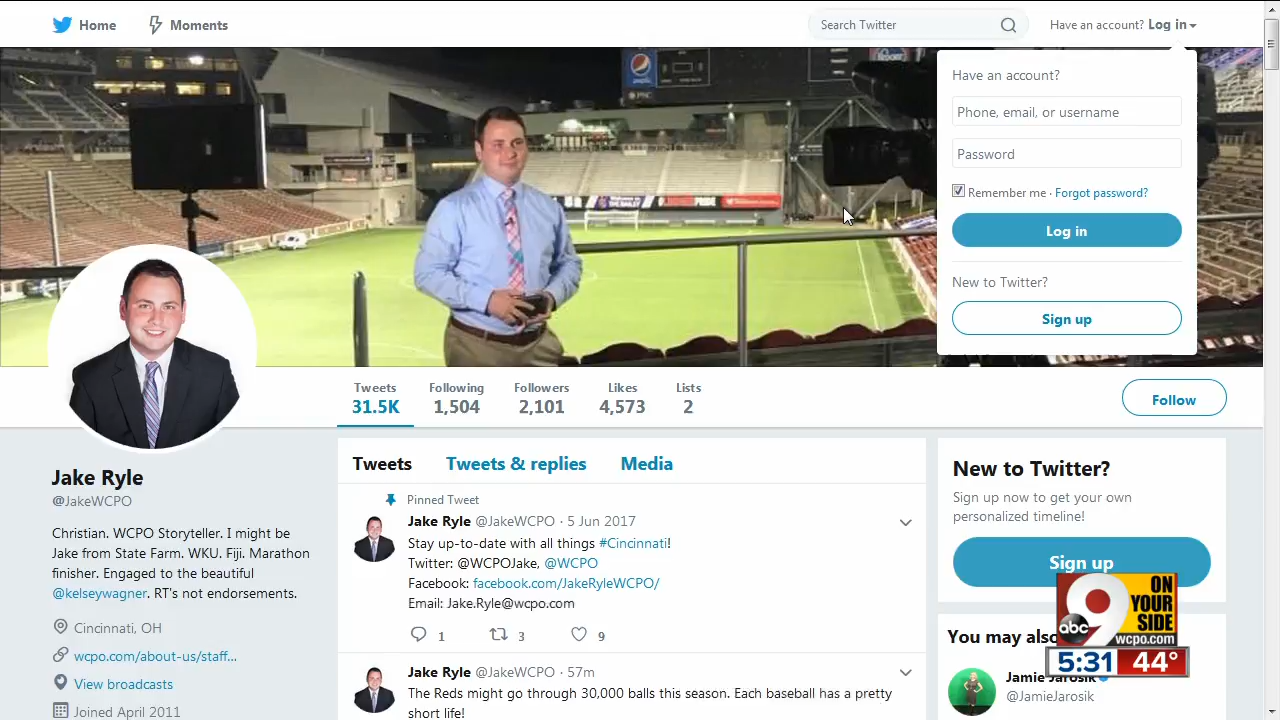 Home
Moments
Search Twitter
Have an account? Log in
Have an account?
Phone, email, or username
Password
Remember me · Forgot password?
Log in
New to Twitter?
Sign up
pepsi
Tweets
31.5K
Following
1,504
Followers
2,101
Likes
4,573
Lists
2
Follow
Jake Ryle
@JakeWCPO
Christian. WCPO Storyteller. I might be
Jake from State Farm. WKU. Fiji. Marathon
finisher. Engaged to the beautiful
@kelseywagner. RT's not endorsements.
Cincinnati, OH
wcpo.com/about-us/staff...
View broadcasts
Joined April 2011
Tweets
Tweets & replies
Media
Pinned Tweet
Jake Ryle @JakeWCPO · 5 Jun 2017
Stay up-to-date with all things #Cincinnati!
Twitter: @WCPOJake, @WCPO
Facebook: facebook.com/JakeRyleWCPO/
Email: Jake.Ryle@wcpo.com
1
3
9
Jake Ryle @JakeWCPO · 57m
The Reds might go through 30,000 balls this season. Each baseball has a pretty
short life!
New to Twitter?
Sign up now to get your own
personalized timeline!
Sign up
You may also
Jamie Jarosik
@JamieJarosik
9
abc
ON
YOUR
SIDE
wcpo.com
5:31 44°